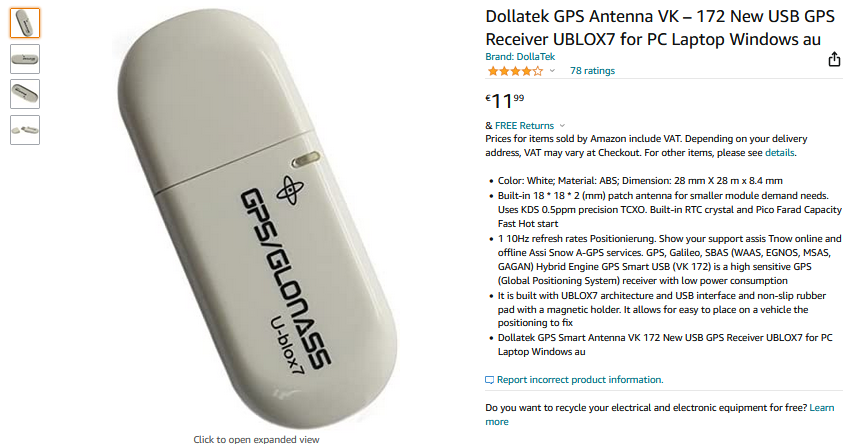 Dollatek GPS Antenna VK – 172 New USB GPS
Receiver UBLOX7 for PC Laptop Windows au
Brand: DollaTek
78 ratings
€11⁹⁹
& FREE Returns
Prices for items sold by Amazon include VAT. Depending on your delivery
address, VAT may vary at Checkout. For other items, please see details.
• Color: White; Material: ABS; Dimension: 28 mm X 28 m x 8.4 mm
• Built-in 18 * 18 * 2 (mm) patch antenna for smaller module demand needs.
Uses KDS 0.5ppm precision TCXO. Built-in RTC crystal and Pico Farad Capacity
Fast Hot start
• 1 10Hz refresh rates Positionierung. Show your support assis Tnow online and
offline Assi Snow A-GPS services. GPS, Galileo, SBAS (WAAS, EGNOS, MSAS,
GAGAN) Hybrid Engine GPS Smart USB (VK 172) is a high sensitive GPS
(Global Positioning System) receiver with low power consumption
• It is built with UBLOX7 architecture and USB interface and non-slip rubber
pad with a magnetic holder. It allows for easy to place on a vehicle the
positioning to fix
• Dollatek GPS Smart Antenna VK 172 New USB GPS Receiver UBLOX7 for PC
Laptop Windows au
Report incorrect product information.
Do you want to recycle your electrical and electronic equipment for free? Learn
more
GPS/GLONASS
U-blox7
Click to open expanded view